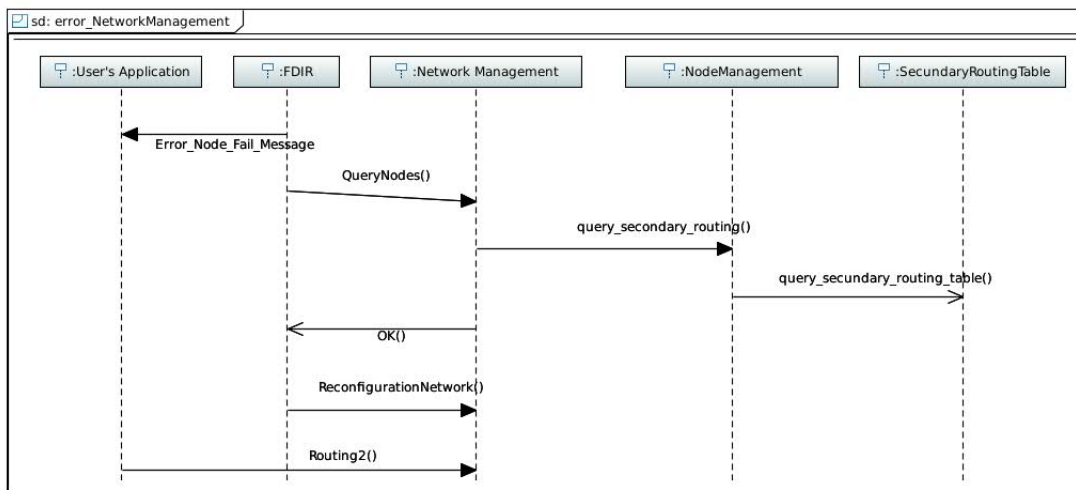 sd: error_NetworkManagement
:User's Application
:FDIR
:Network Management
:NodeManagement
:SecundaryRoutingTable
Error_Node_Fail_Message
QueryNodes()
query_secondary_routing()
query_secundary_routing_table()
OK()
ReconfigurationNetwork()
Routing2()